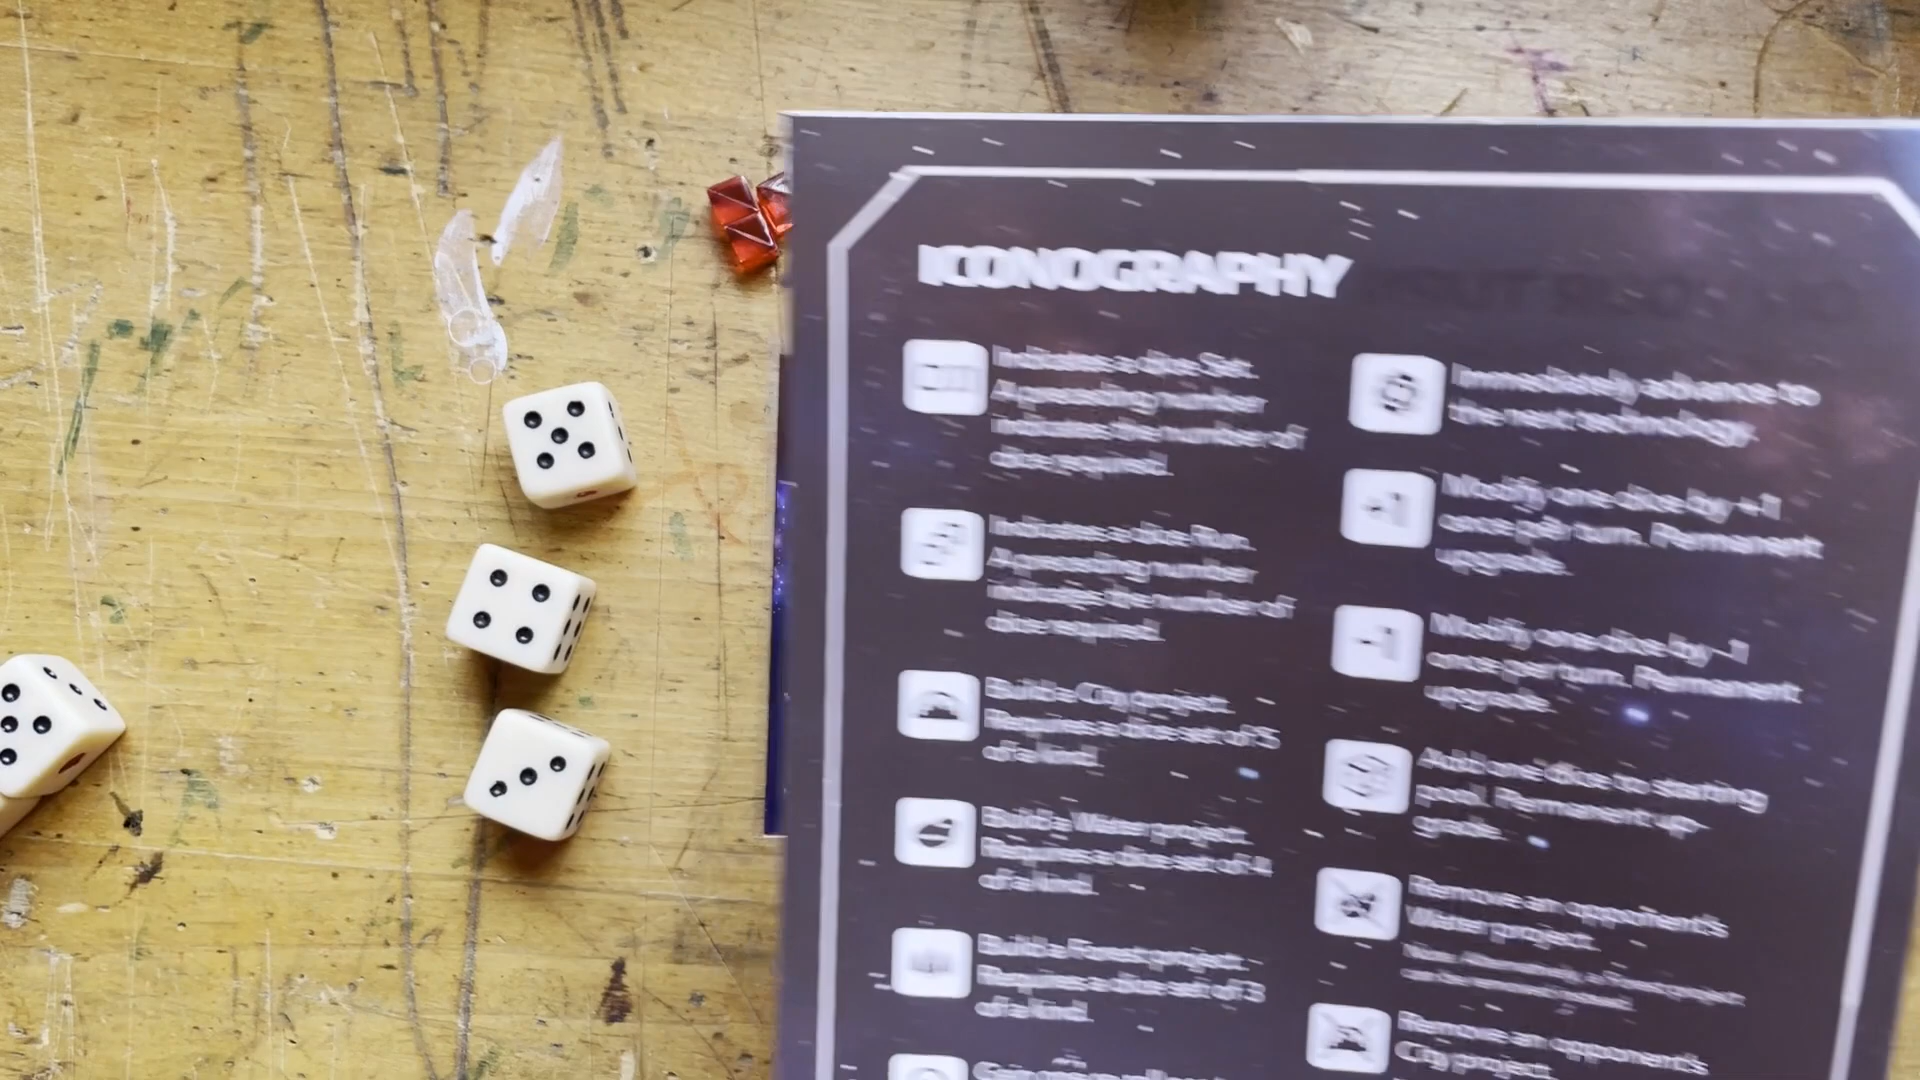 ICONOGRAPHY
Indicates a dice Set.
A preceding number
indicates the number of
dice required.
Indicates a dice Run.
A preceding number
indicates the number of
dice required.
Build a City project.
Requires a dice set of 5
of a kind.
Build a Water project.
Requires a dice set of 4
of a kind.
Build a Forest project.
Requires a dice set of 3
of a kind.
Immediately advance to
the next technology.
+1
Modify one dice by +1
once per turn. Permanent
upgrade.
-1
Modify one dice by -1
once per turn. Permanent
upgrade.
Add one dice to starting
pool. Permanent up-
grade.
Remove an opponent's
Water project.
Remove an opponent's
City project.